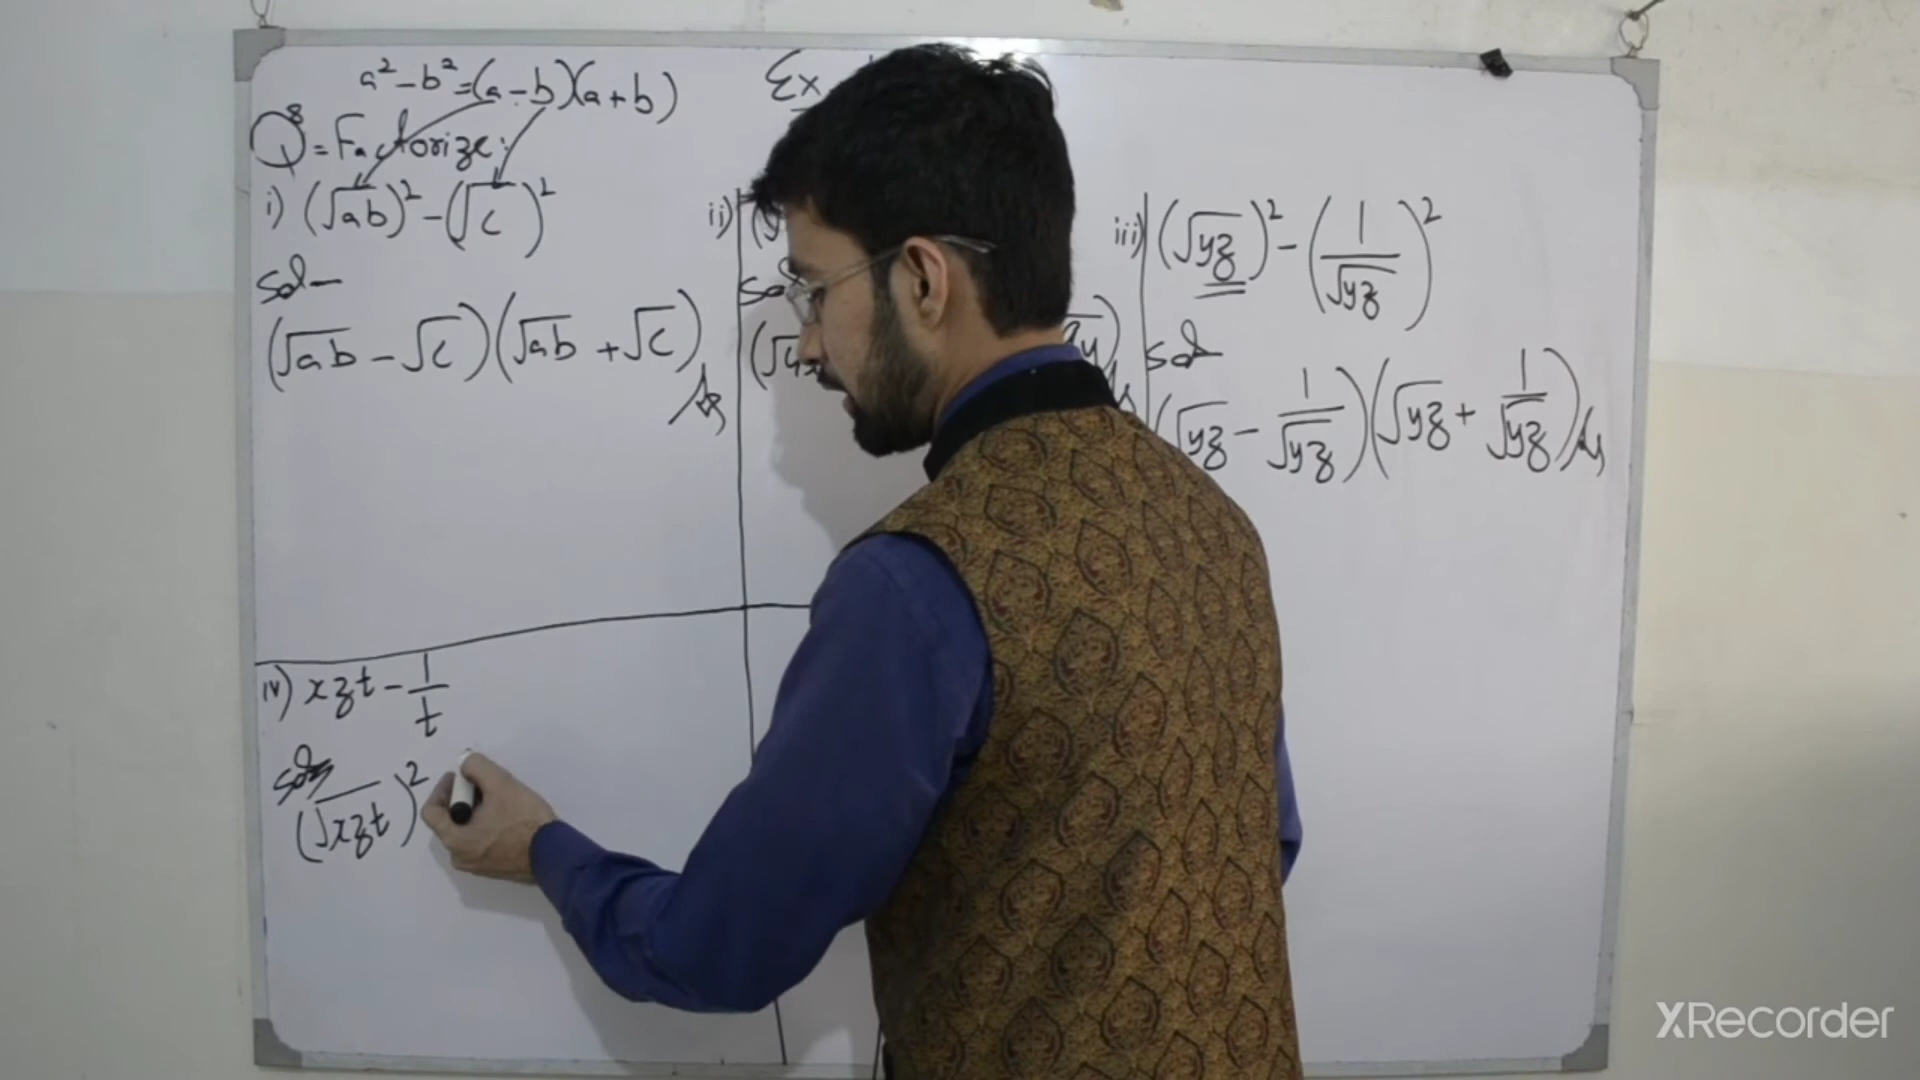 a² - b² = (a - b)(a + b)
Ex
Q8 = Factorize:
i) (√ab)² - (√c)²
ii)
iii) (√yz)² - (1/√yz)²
sol
(√ab - √c)(√ab + √c)
(√4x
sol
(√yz - 1/√yz)(√yz + 1/√yz)
iv) xzt - 1/t
sol
(√xzt)²
XRecorder